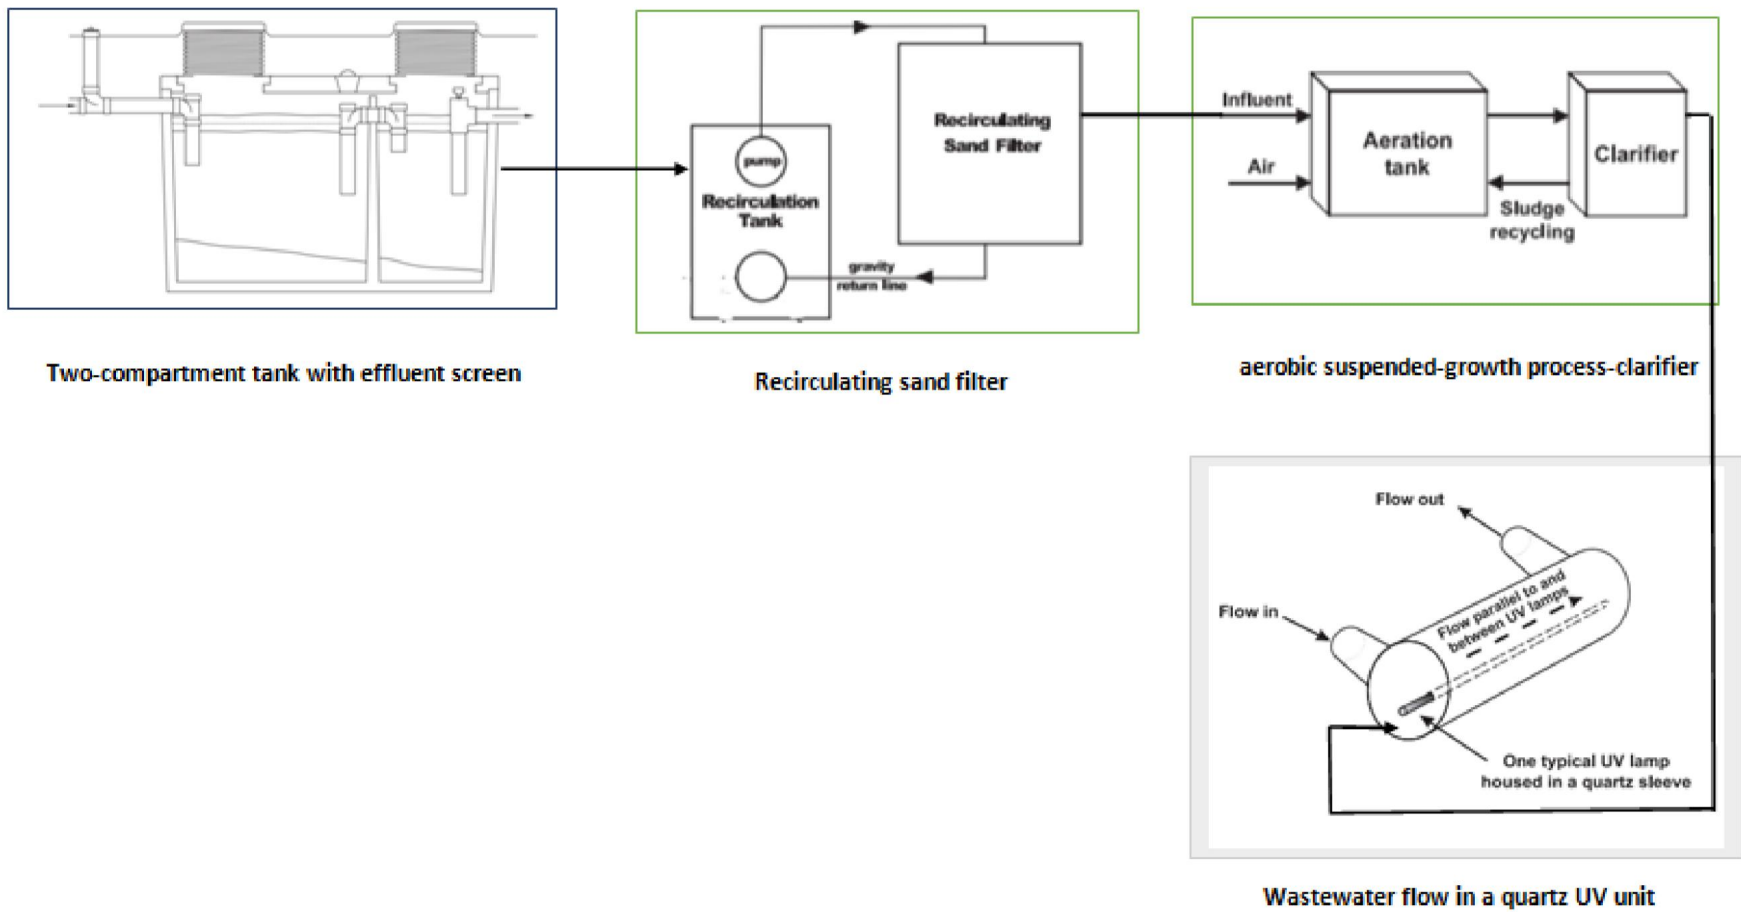 pump
Recirculation
Tank
gravity
return line
Recirculating
Sand Filter
Influent
Air
Aeration
tank
Sludge
recycling
Clarifier
Two-compartment tank with effluent screen
Recirculating sand filter
aerobic suspended-growth process-clarifier
Flow out
Flow in
Flow parallel to and
between UV lamps
One typical UV lamp
housed in a quartz sleeve
Wastewater flow in a quartz UV unit